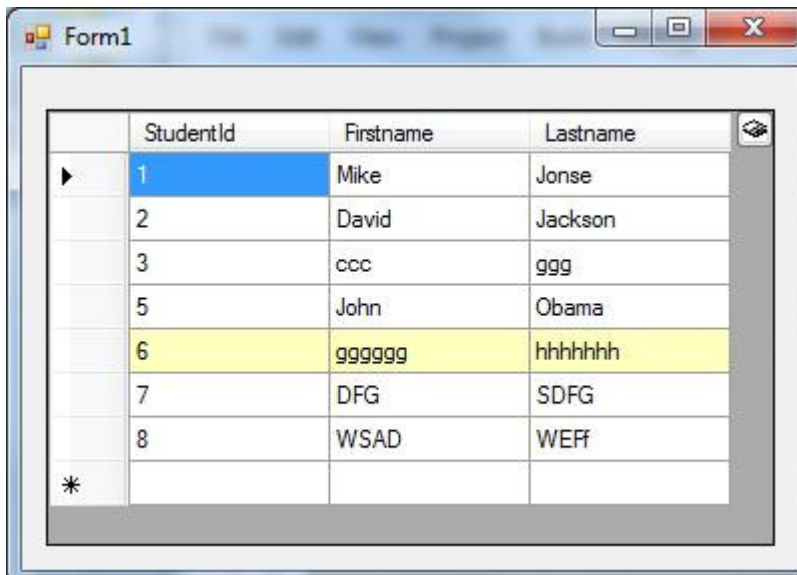 Form1
StudentId Firstname Lastname
1 Mike Jonse
2 David Jackson
3 ccc ggg
5 John Obama
6 gggggg hhhhhhh
7 DFG SDFG
8 WSAD WEFf